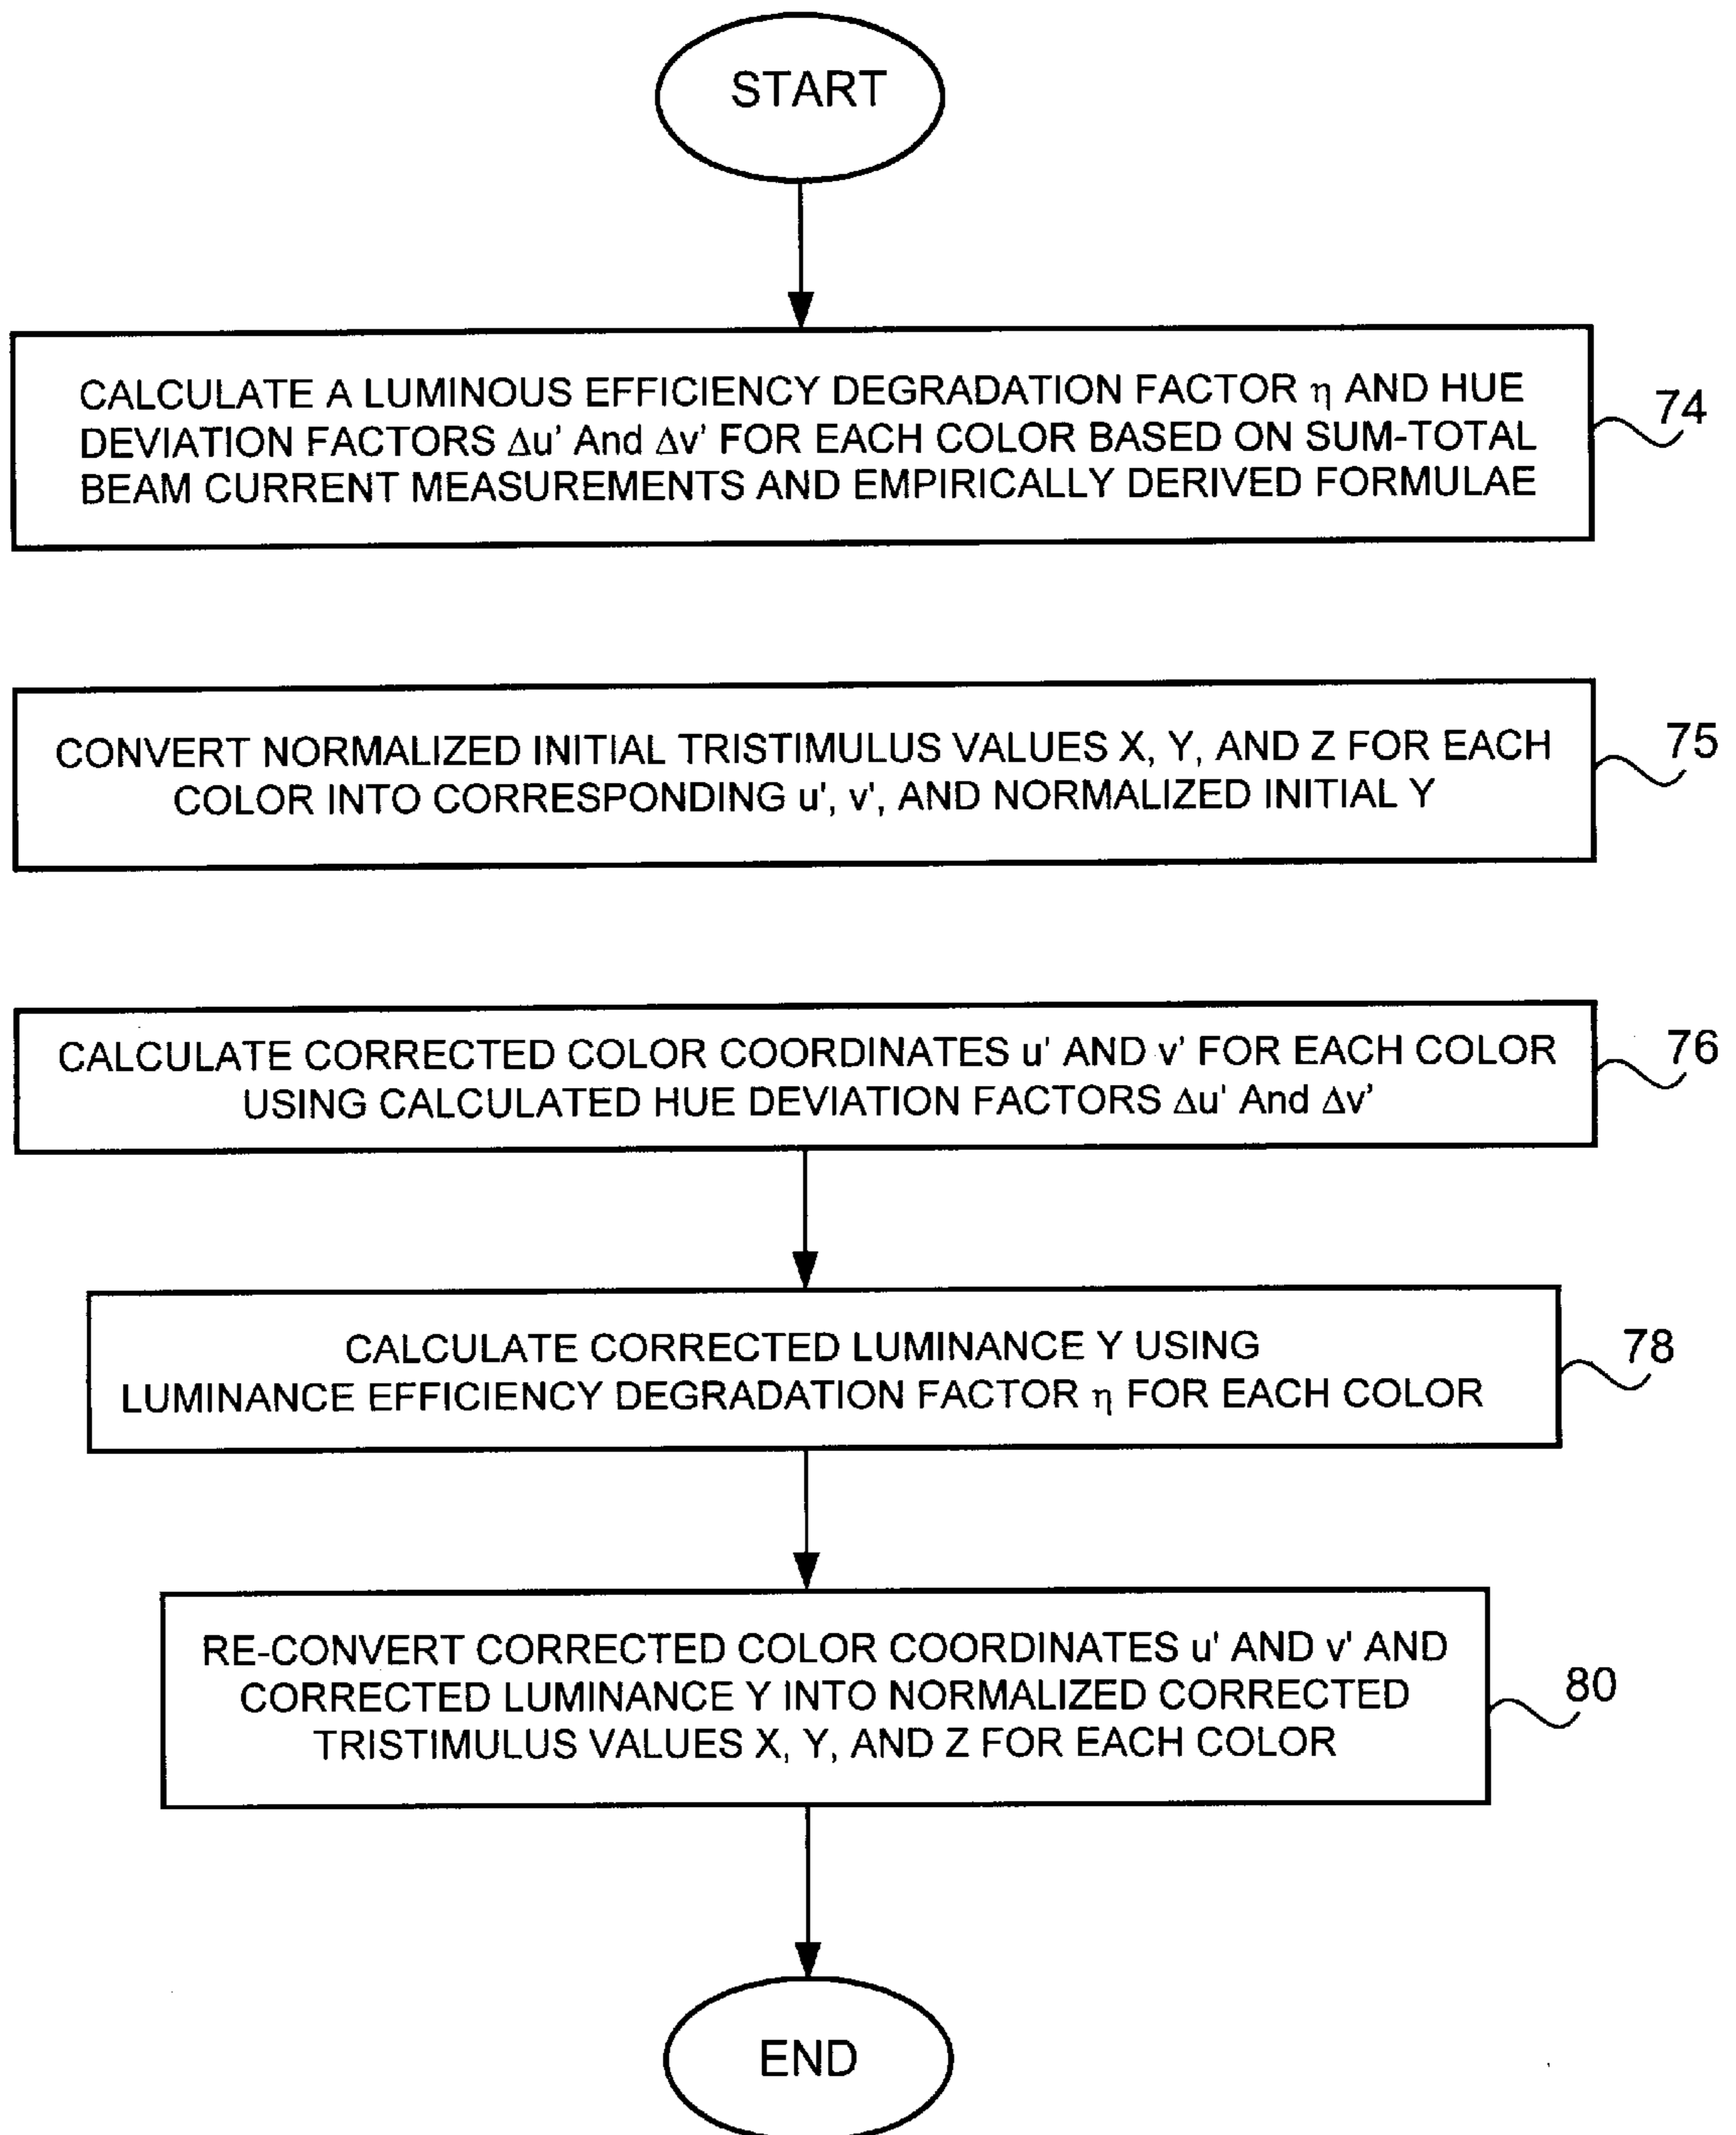 START
CALCULATE A LUMINOUS EFFICIENCY DEGRADATION FACTOR η AND HUE
DEVIATION FACTORS Δu' And Δv' FOR EACH COLOR BASED ON SUM-TOTAL
BEAM CURRENT MEASUREMENTS AND EMPIRICALLY DERIVED FORMULAE
74
CONVERT NORMALIZED INITIAL TRISTIMULUS VALUES X, Y, AND Z FOR EACH
COLOR INTO CORRESPONDING u', v', AND NORMALIZED INITIAL Y
75
CALCULATE CORRECTED COLOR COORDINATES u' AND v' FOR EACH COLOR
USING CALCULATED HUE DEVIATION FACTORS Δu' And Δv'
76
CALCULATE CORRECTED LUMINANCE Y USING
LUMINANCE EFFICIENCY DEGRADATION FACTOR η FOR EACH COLOR
78
RE-CONVERT CORRECTED COLOR COORDINATES u' AND v' AND
CORRECTED LUMINANCE Y INTO NORMALIZED CORRECTED
TRISTIMULUS VALUES X, Y, AND Z FOR EACH COLOR
80
END